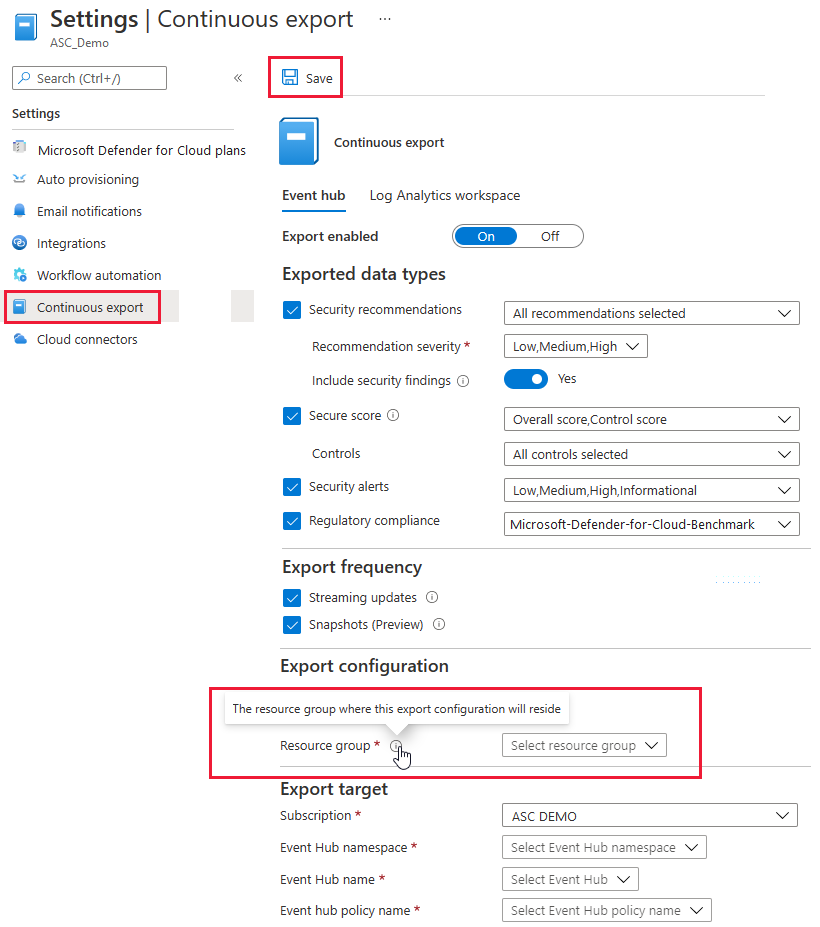 Settings | Continuous export ...
ASC_Demo
Search (Ctrl+/)
«
Save
Settings
Microsoft Defender for Cloud plans
Auto provisioning
Email notifications
Integrations
Workflow automation
Continuous export
Cloud connectors
Continuous export
Event hub Log Analytics workspace
Export enabled On Off
Exported data types
Security recommendations All recommendations selected
Recommendation severity * Low,Medium,High
Include security findings Yes
Secure score Overall score,Control score
Controls All controls selected
Security alerts Low,Medium,High,Informational
Regulatory compliance Microsoft-Defender-for-Cloud-Benchmark
Export frequency
Streaming updates
Snapshots (Preview)
Export configuration
The resource group where this export configuration will reside
Resource group * Select resource group
Export target
Subscription * ASC DEMO
Event Hub namespace * Select Event Hub namespace
Event Hub name * Select Event Hub
Event hub policy name * Select Event Hub policy name